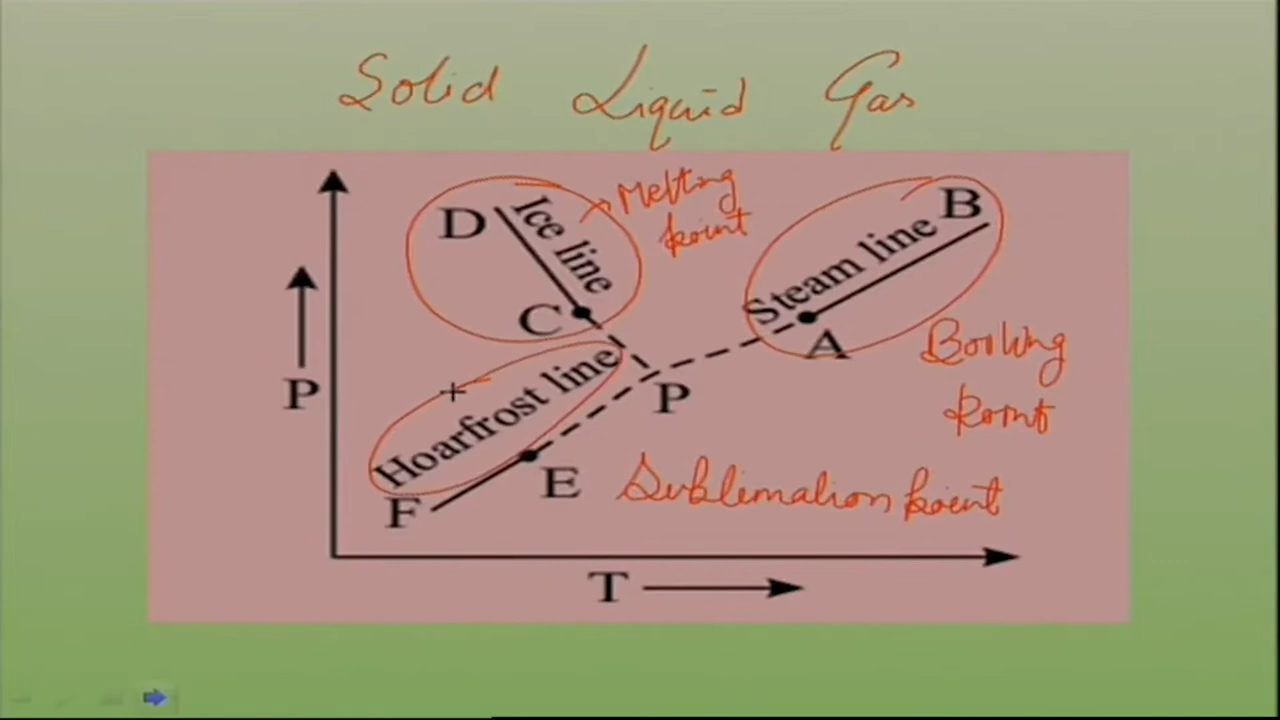 Solid Liquid Gas
D
Ice line
Melting
point
B
Steam line
C
A
P
Boiling
point
Hoarfrost line
P
E
Sublimation point
F
T